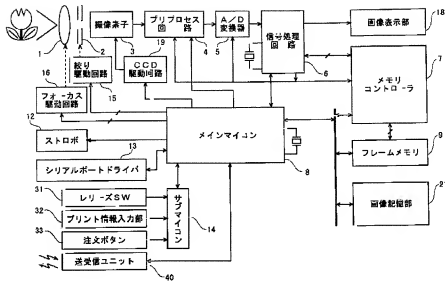 18
撮像素子
プリプロセス
回 路
A/D
変換器
信号処理
回 路
画像表示部
19
7
1
2
3
4
5
6
絞り
駆動回路
CCD
駆動回路
メモリ
コントローラ
16
15
フォーカス
駆動回路
12
ストロボ
メインマイコン
9
フレームメモリ
13
シリアルポートドライバ
8
31
レリーズSW
32
プリント情報入力部
33
注文ボタン
サブマイコン
14
画像記録部
送受信ユニット
40